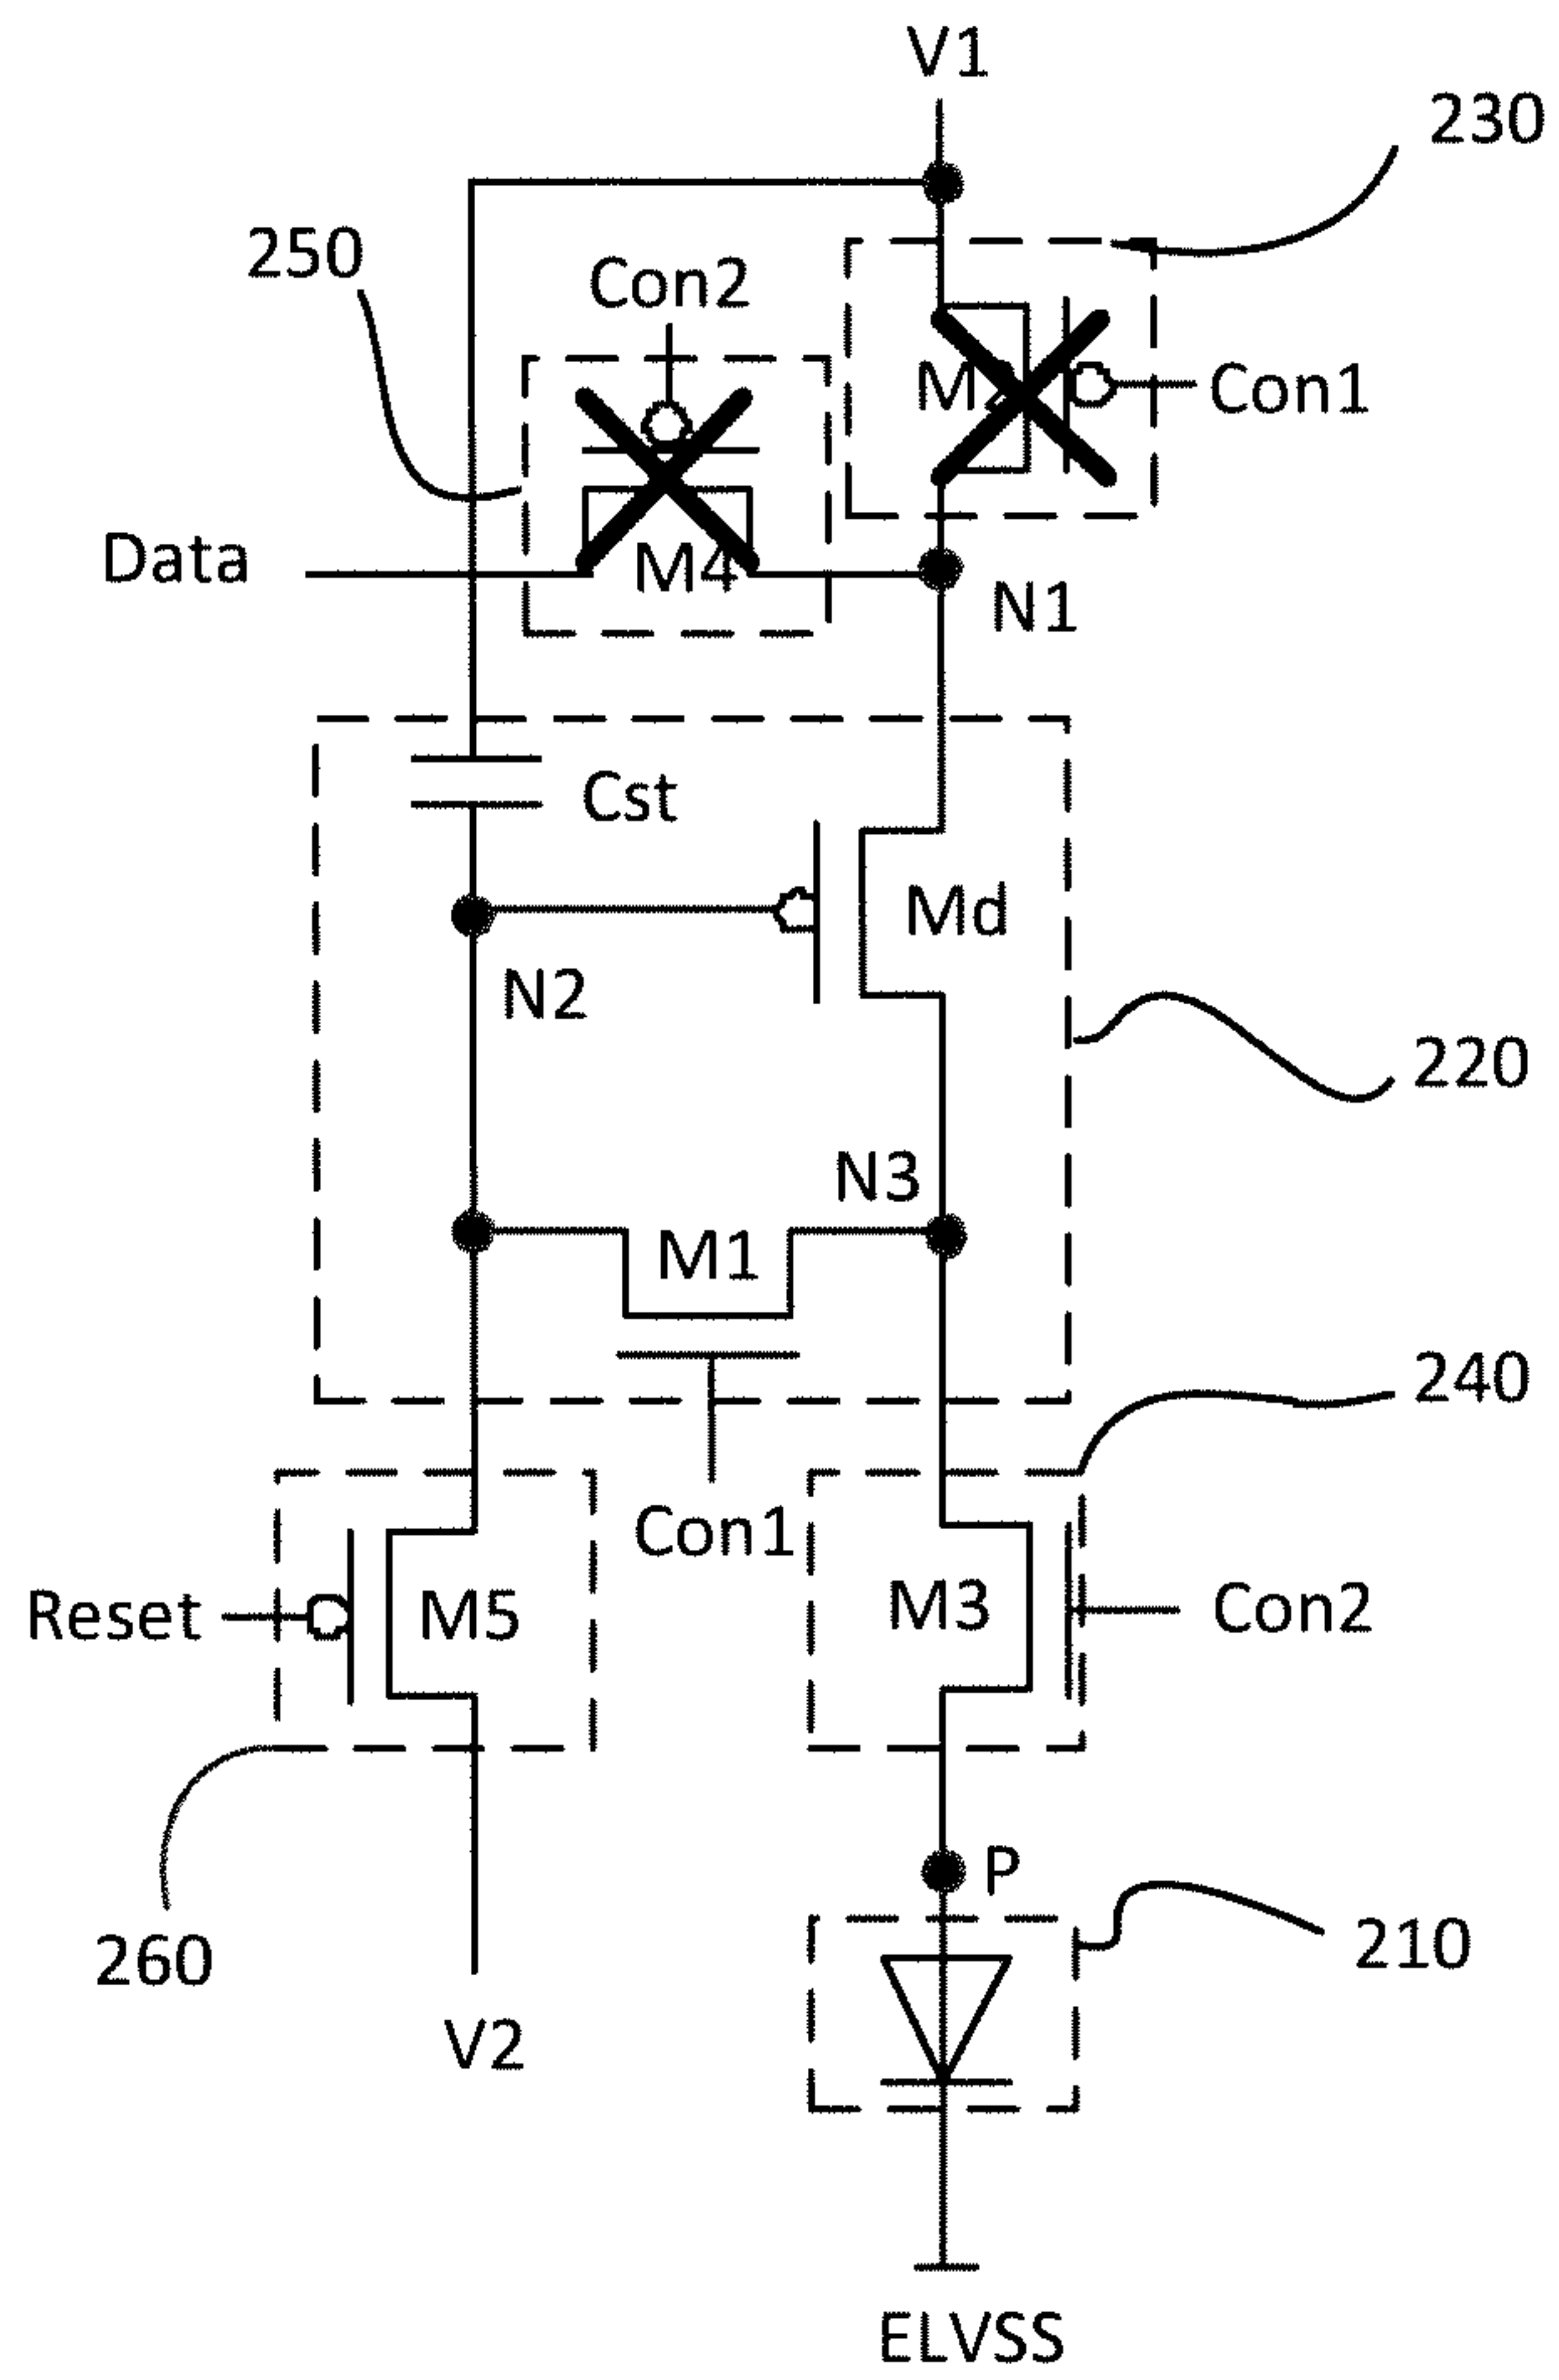 V1
230
250
Con2
M
Con1
Data
M4
N1
Cst
Md
N2
220
N3
M1
240
Con1
Reset
M5
M3
Con2
P
260
210
V2
ELVSS